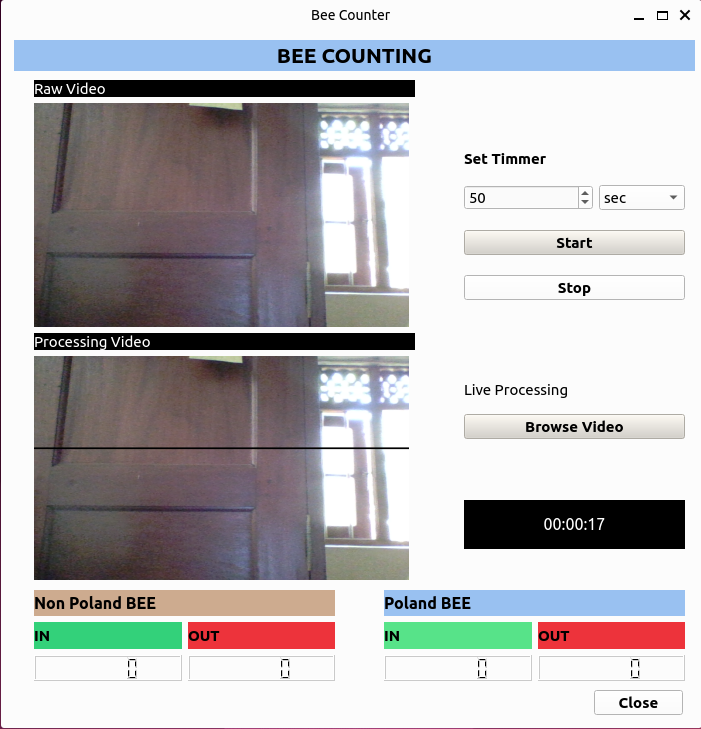 Bee Counter
BEE COUNTING
Raw Video
Set Timmer
50 sec
Start
Stop
Processing Video
Live Processing
Browse Video
00:00:17
Non Poland BEE
Poland BEE
IN OUT IN OUT
0 0 0 0
Close